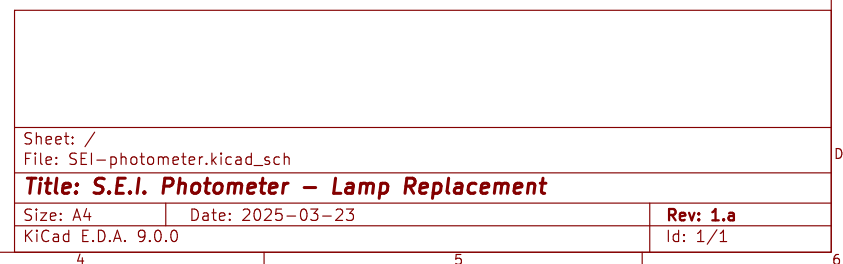 Sheet: /
File: SEI-photometer.kicad_sch
D
Title: S.E.I. Photometer - Lamp Replacement
Size: A4 Date: 2025-03-23 Rev: 1.a
KiCad E.D.A. 9.0.0 Id: 1/1
4 5 6